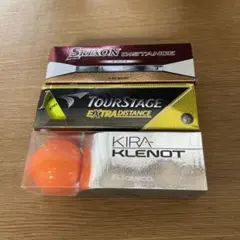 SRIXON DISTANCE
TOURSTAGE
EXTRA DISTANCE
KIRA
KLENOT